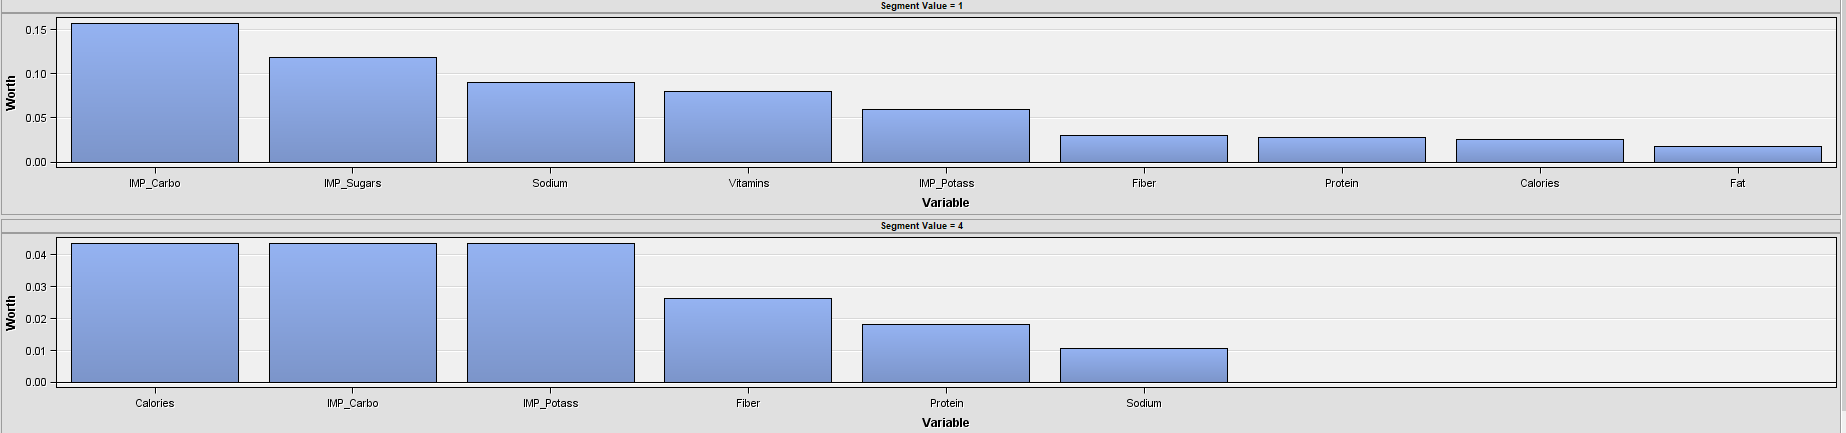 Segment Value = 1
Worth
0.15
0.10
0.05
0.00
IMP_Carbo IMP_Sugars Sodium Vitamins IMP_Potass Fiber Protein Calories Fat
Variable
Segment Value = 4
Worth
0.04
0.03
0.02
0.01
0.00
Calories IMP_Carbo IMP_Potass Fiber Protein Sodium
Variable